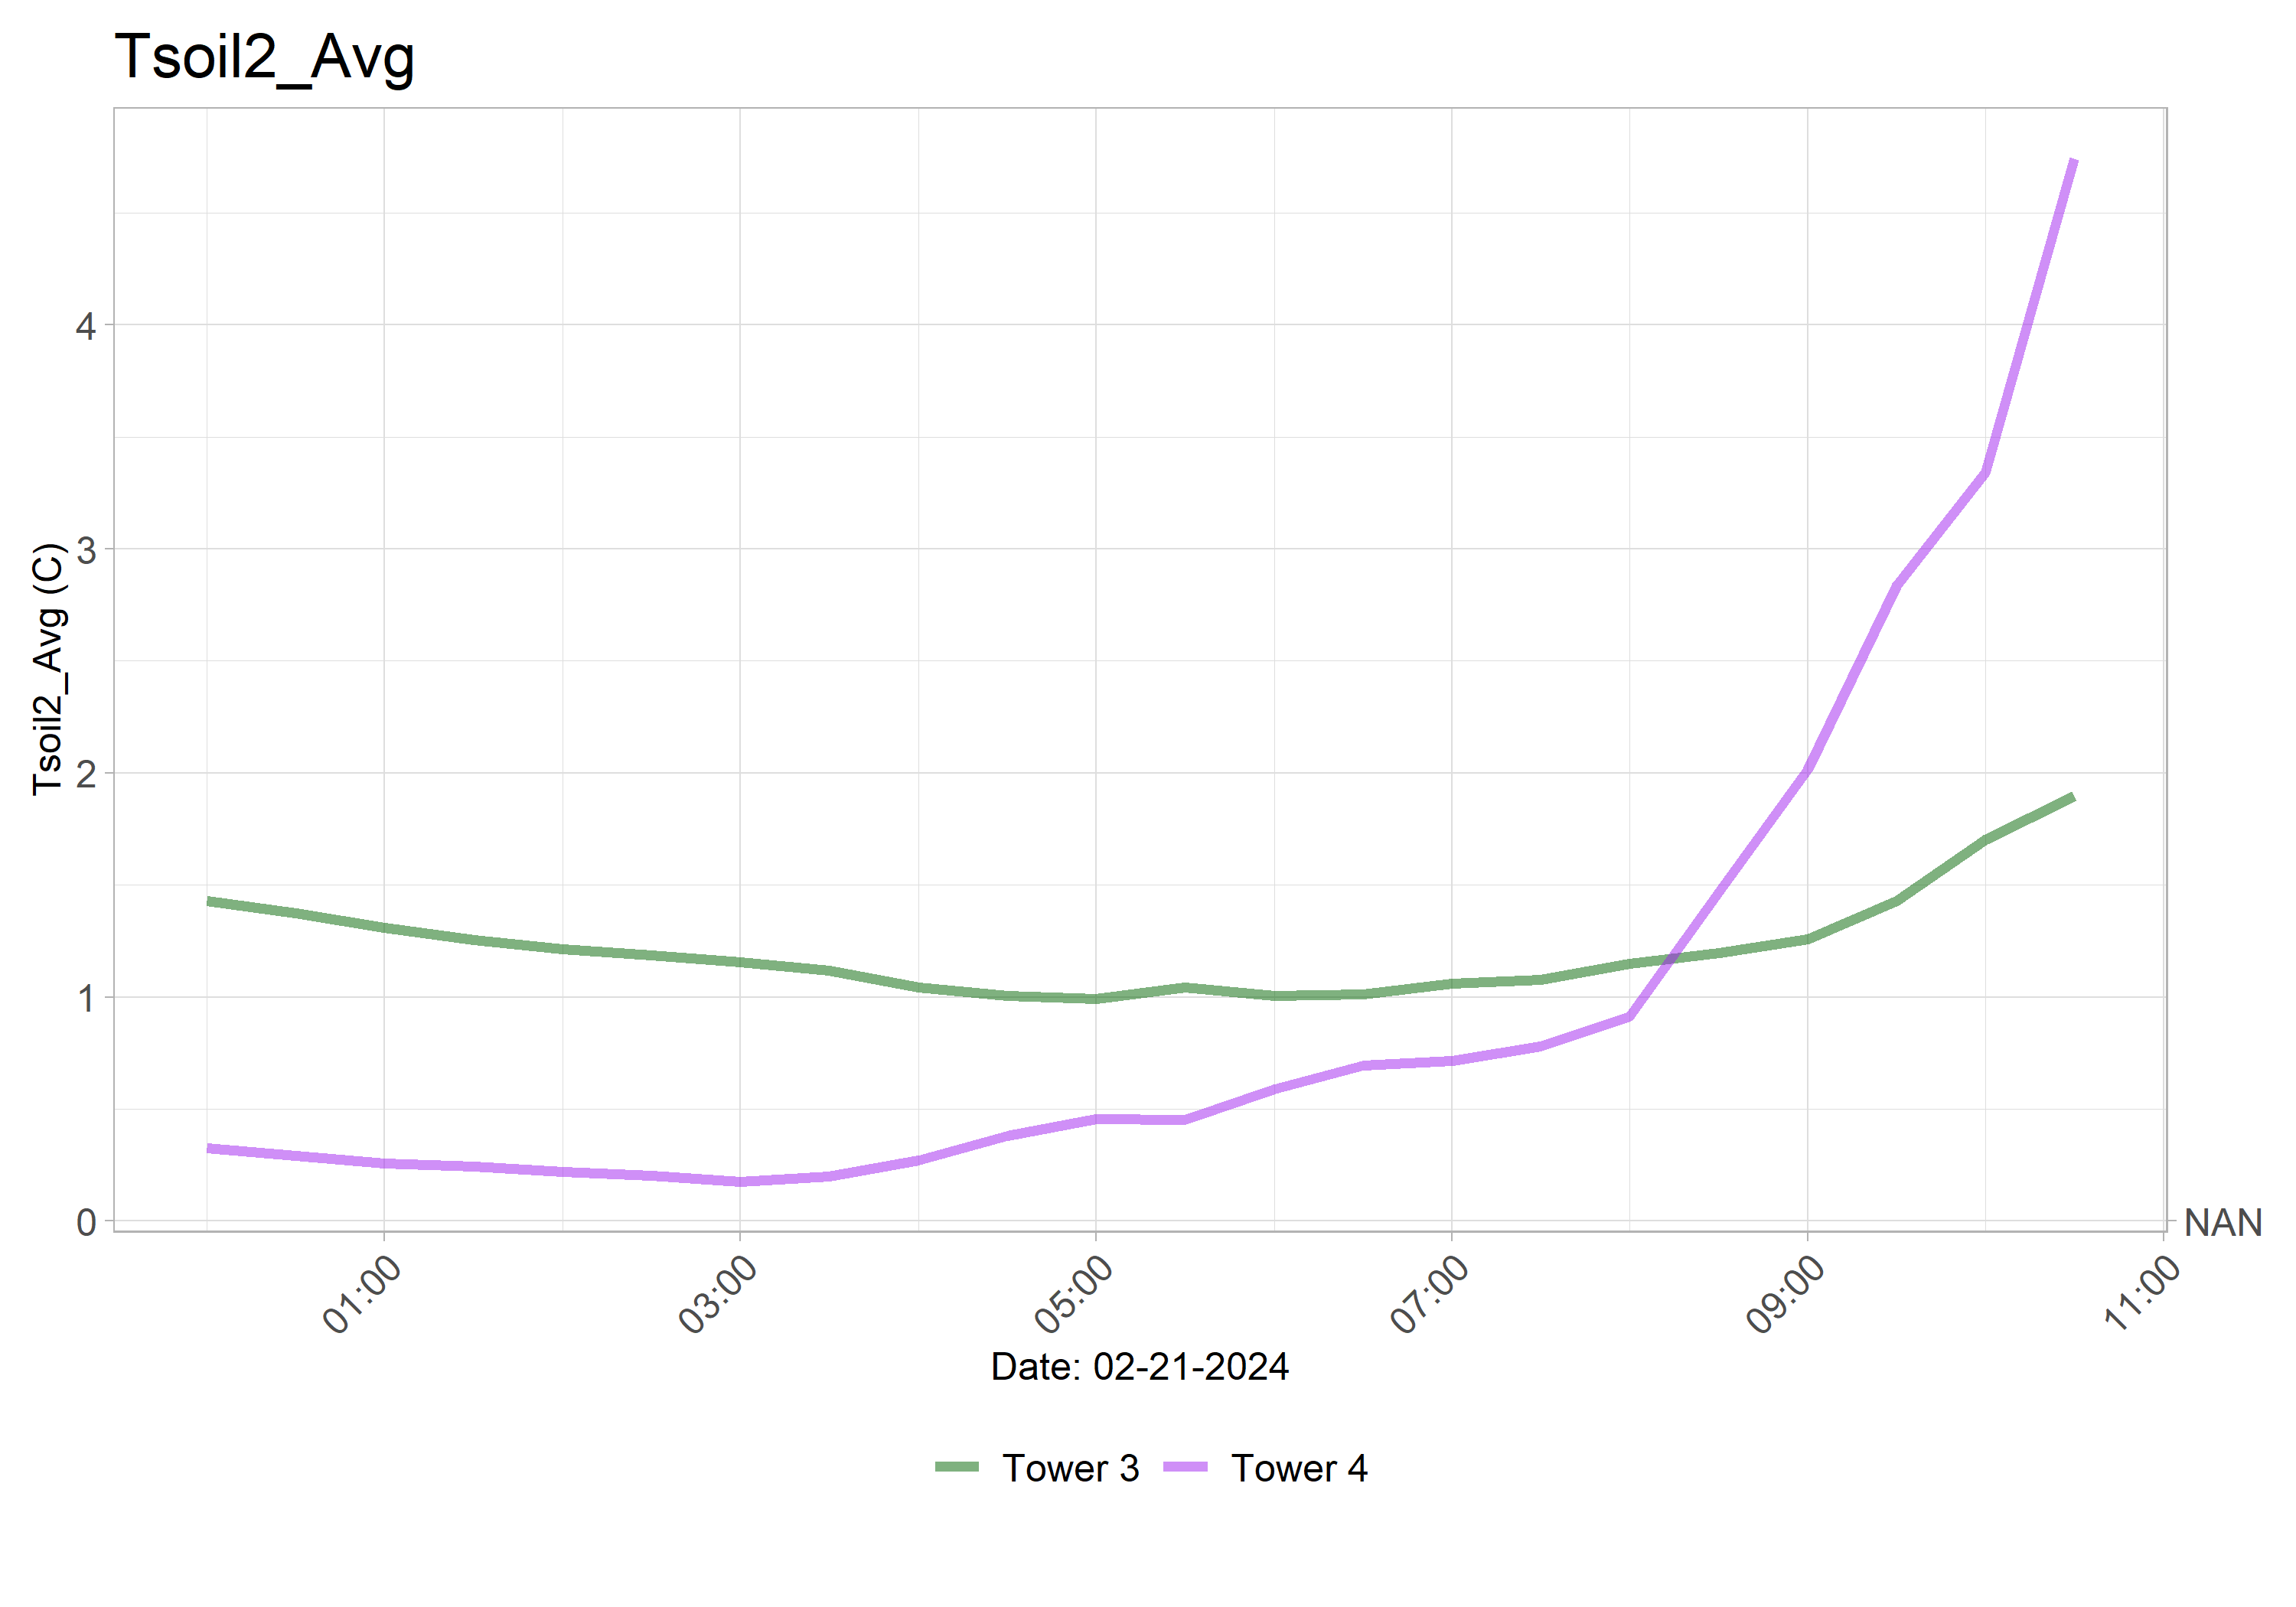 Tsoil2_Avg
Tsoil2_Avg (C)
4
3
2
1
0
NAN
01:00
03:00
05:00
07:00
09:00
11:00
Date: 02-21-2024
Tower 3
Tower 4